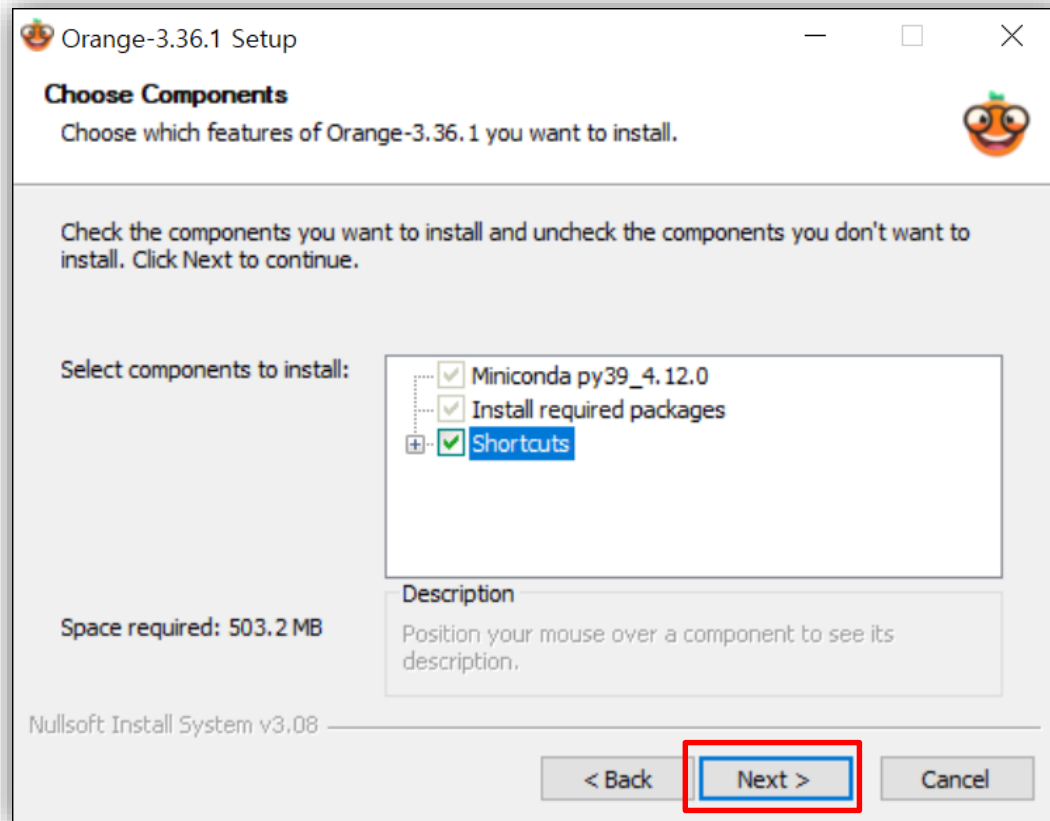 Orange-3.36.1 Setup
Choose Components
Choose which features of Orange-3.36.1 you want to install.
Check the components you want to install and uncheck the components you don't want to
install. Click Next to continue.
Select components to install:
Miniconda py39_4.12.0
Install required packages
Shortcuts
Space required: 503.2 MB
Description
Position your mouse over a component to see its
description.
Nullsoft Install System v3.08
< Back
Next >
Cancel